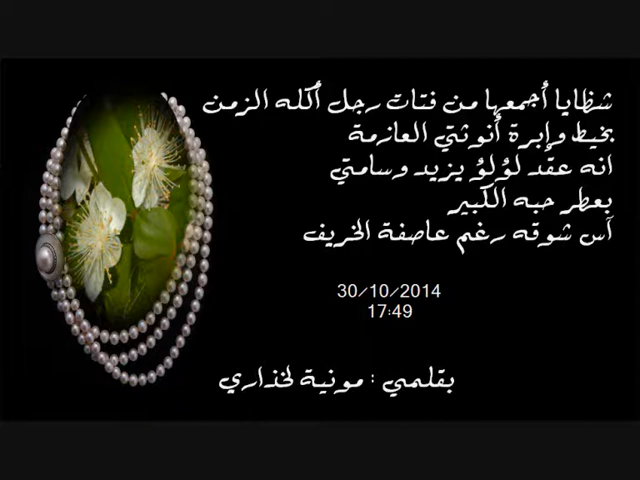 شظايا أجمعها من فتات رجل أكله الزمن
بخيط وإبرة أنوثتي العازمة
انه عقد لؤلؤ يزيد وسامتي
بعطر حبه الكبير
آس شوقه رغم عاصفة الخريف
30/10/2014
17:49
بقلمي : مونية لخذاري